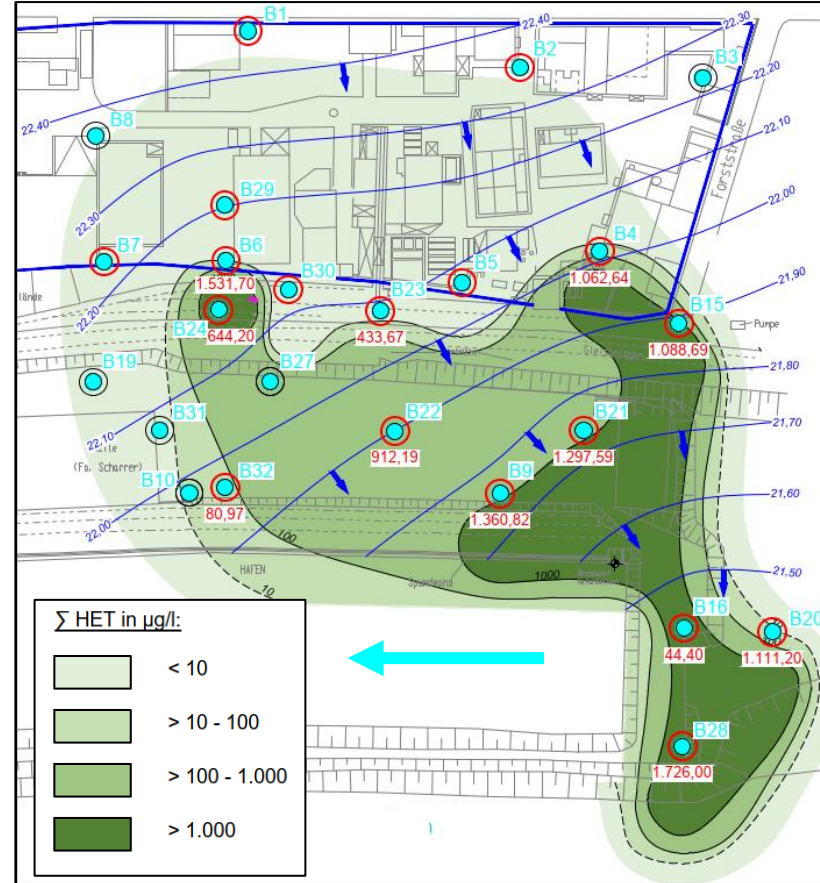 B1
22,40
22,30
B2
B3
22,20
B8
22,40
22,10
Forststraße
B29
22,00
22,30
B4
B7
B6
B5
1.062,64
21,90
B30
1.531,70
lände
22,20
B23
B15
B24
644,20
433,67
Pumpe
1.088,69
21,80
B19
B27
22,10
B31
B22
B21
21,70
912,19
1.297,59
(Fa. Scharrer)
B32
B10
B9
80,97
1.360,82
21,60
22,00
100
HAFEN
Spundwand
1000
10
21,50
B16
B20
44,40
1.111,20
B28
1.726,00
∑ HET in µg/l:
< 10
> 10 - 100
> 100 - 1.000
> 1.000